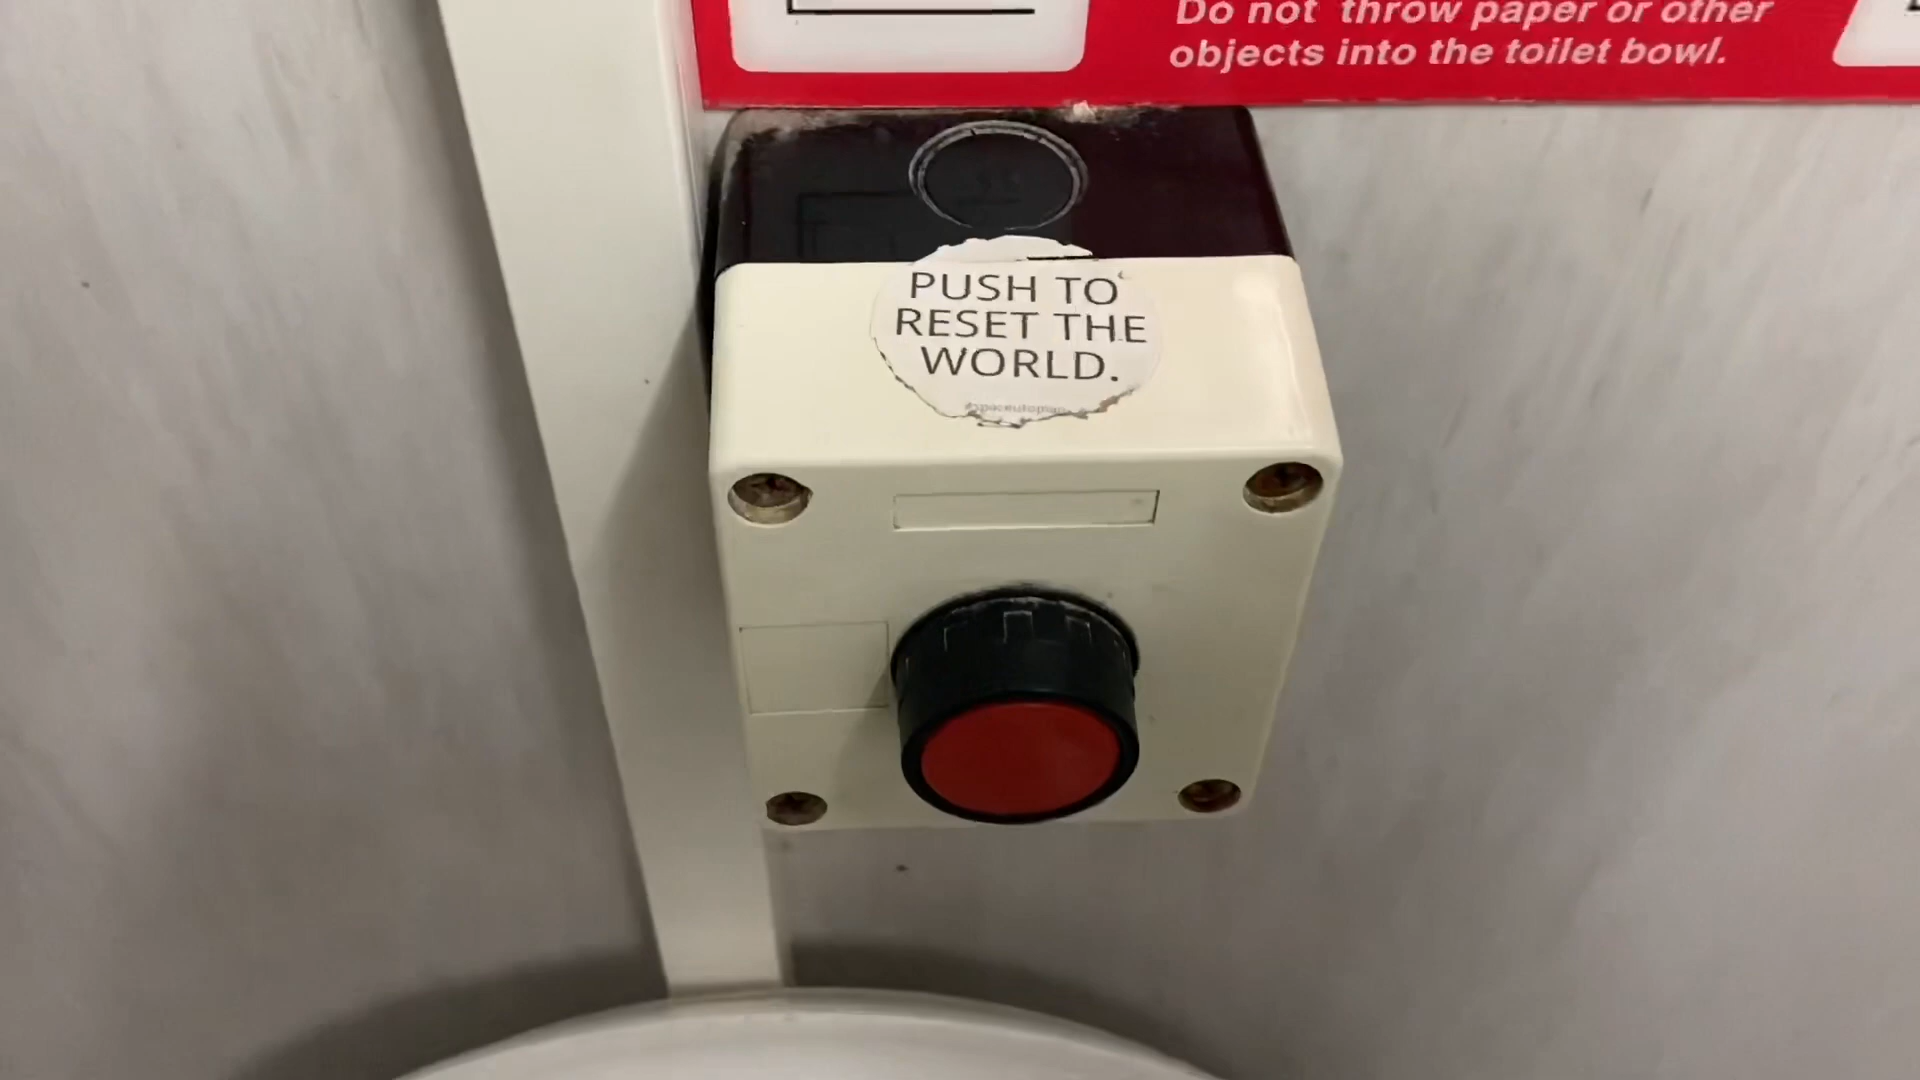 Do not throw paper or other
objects into the toilet bowl.
PUSH TO
RESET THE
WORLD.